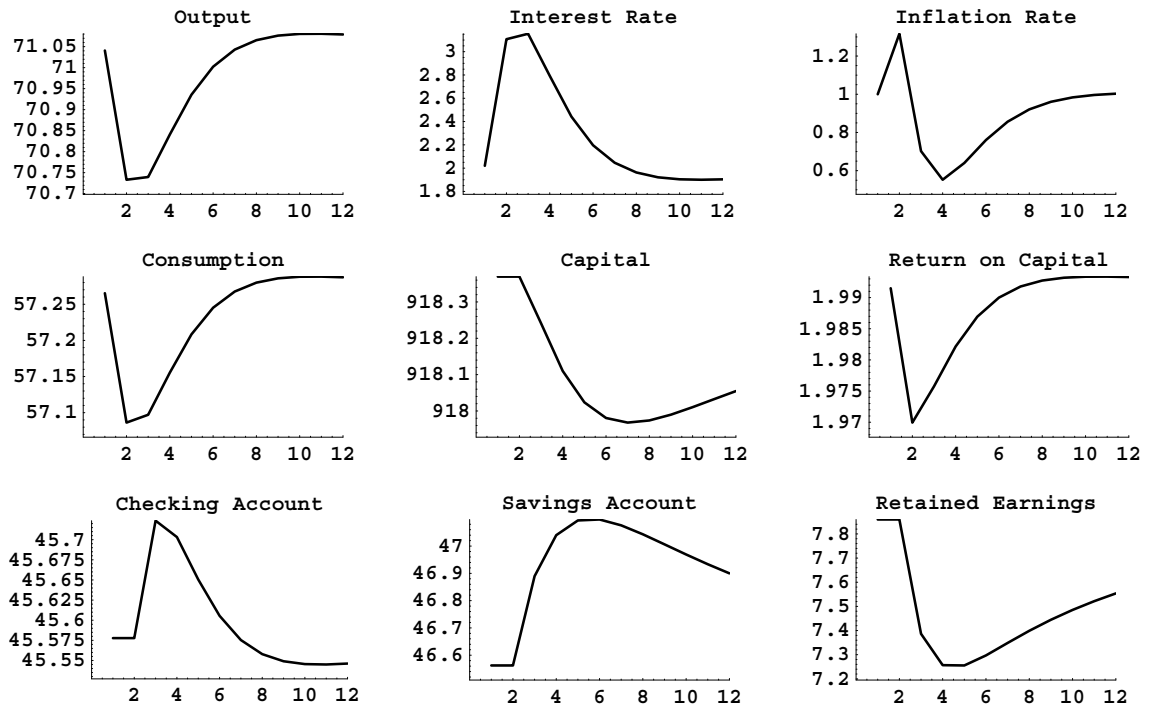 Output
71.05
71
70.95
70.9
70.85
70.8
70.75
70.7
2 4 6 8 10 12
Interest Rate
3
2.8
2.6
2.4
2.2
2
1.8
2 4 6 8 10 12
Inflation Rate
1.2
1
0.8
0.6
2 4 6 8 10 12
Consumption
57.25
57.2
57.15
57.1
2 4 6 8 10 12
Capital
918.3
918.2
918.1
918
2 4 6 8 10 12
Return on Capital
1.99
1.985
1.98
1.975
1.97
2 4 6 8 10 12
Checking Account
45.7
45.675
45.65
45.625
45.6
45.575
45.55
2 4 6 8 10 12
Savings Account
47
46.9
46.8
46.7
46.6
2 4 6 8 10 12
Retained Earnings
7.8
7.7
7.6
7.5
7.4
7.3
7.2
2 4 6 8 10 12